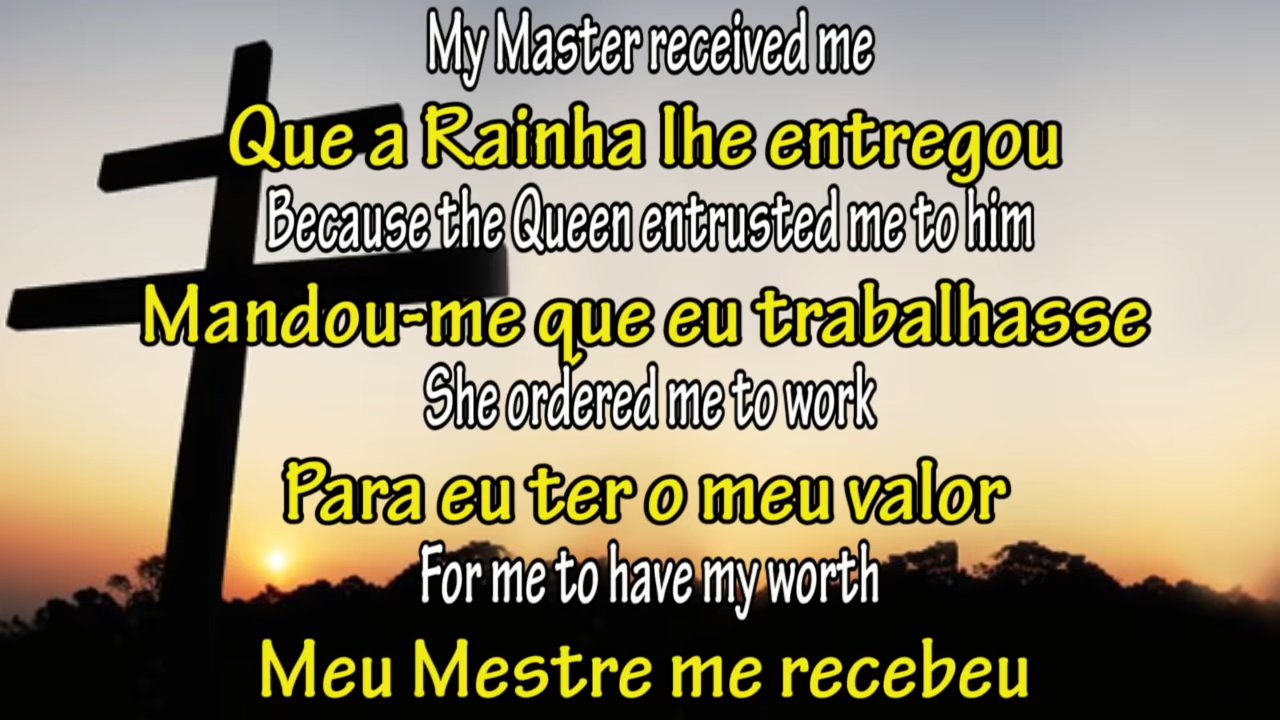 My Master received me
Que a Rainha lhe entregou
Because the Queen entrusted me to him
Mandou-me que eu trabalhasse
She ordered me to work
Para eu ter o meu valor
For me to have my worth
Meu Mestre me recebeu